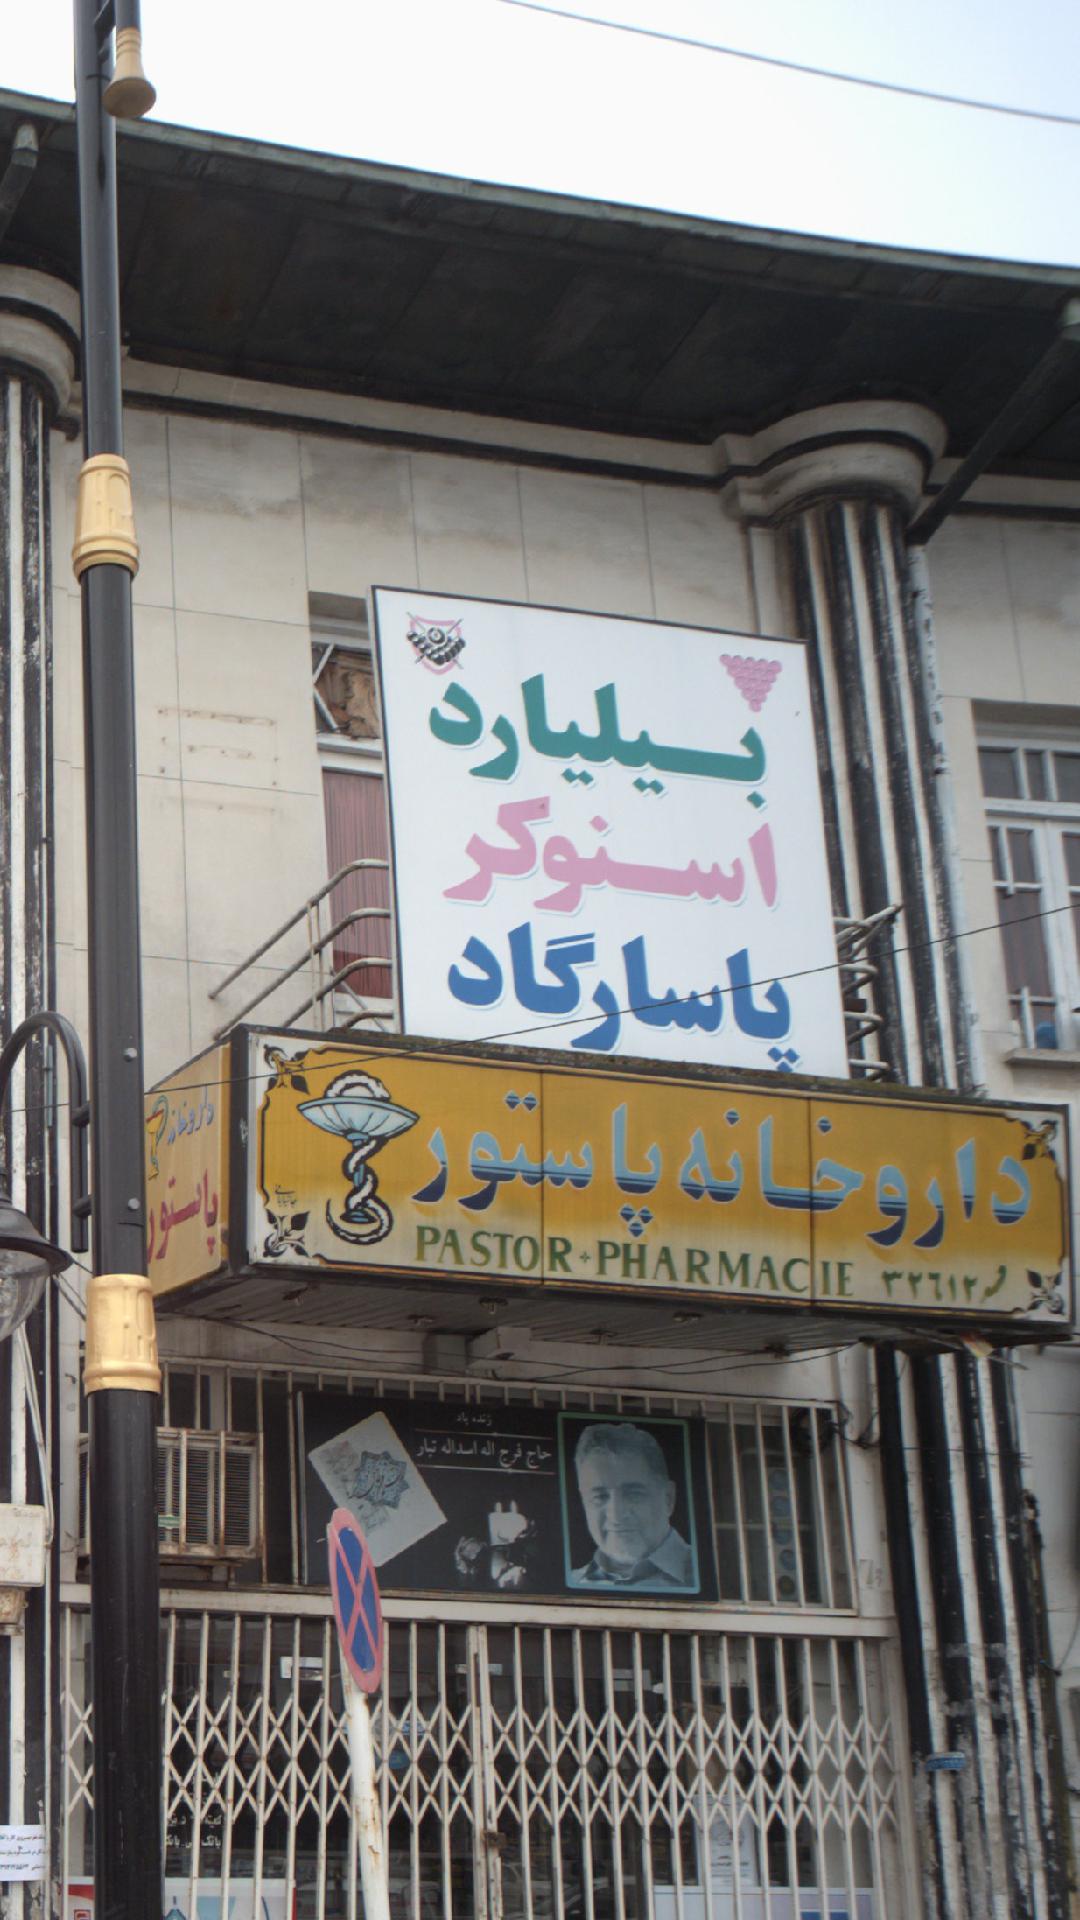 بیلیارد
اسنوکر
پاسارگاد
داروخانه پاستور
PASTOR + PHARMACIE ۳۲۶۱۲
داروخانه
پاستور
زنده یاد
حاج فرج اله اسداله تبار